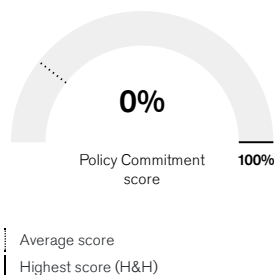 0%
Policy Commitment
score
100%
Average score
Highest score (H&H)